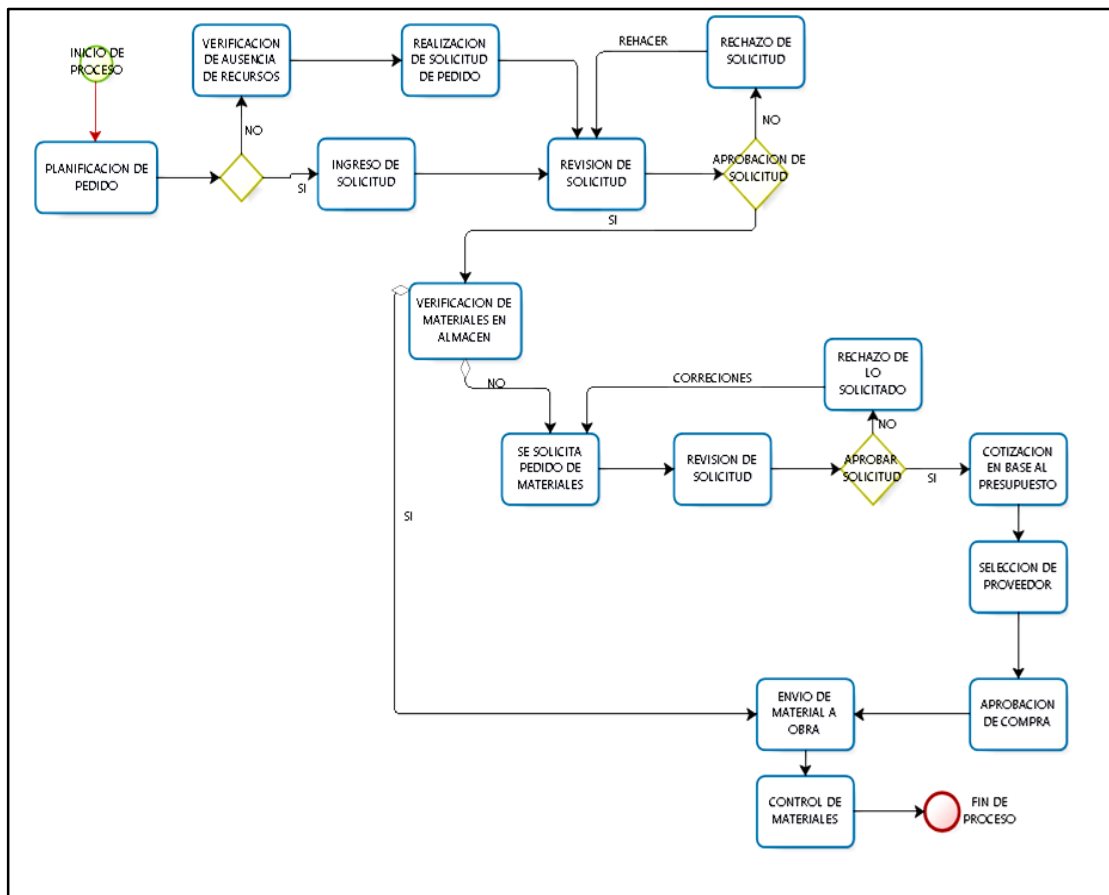 INICIO DE
PROCESO
VERIFICACION
DE AUSENCIA
DE RECURSOS
REALIZACION
DE SOLICITUD
DE PEDIDO
REHACER
RECHAZO DE
SOLICITUD
NO
NO
PLANIFICACION DE
PEDIDO
SI
INGRESO DE
SOLICITUD
REVISION DE
SOLICITUD
APROBACION DE
SOLICITUD
SI
VERIFICACION DE
MATERIALES EN
ALMACEN
NO
CORRECIONES
RECHAZO DE
LO
SOLICITADO
NO
SE SOLICITA
PEDIDO DE
MATERIALES
REVISION DE
SOLICITUD
APROBAR
SOLICITUD
SI
COTIZACION
EN BASE AL
PRESUPUESTO
SI
SELECCION DE
PROVEEDOR
ENVIO DE
MATERIAL A
OBRA
APROBACION
DE COMPRA
CONTROL DE
MATERIALES
FIN DE
PROCESO